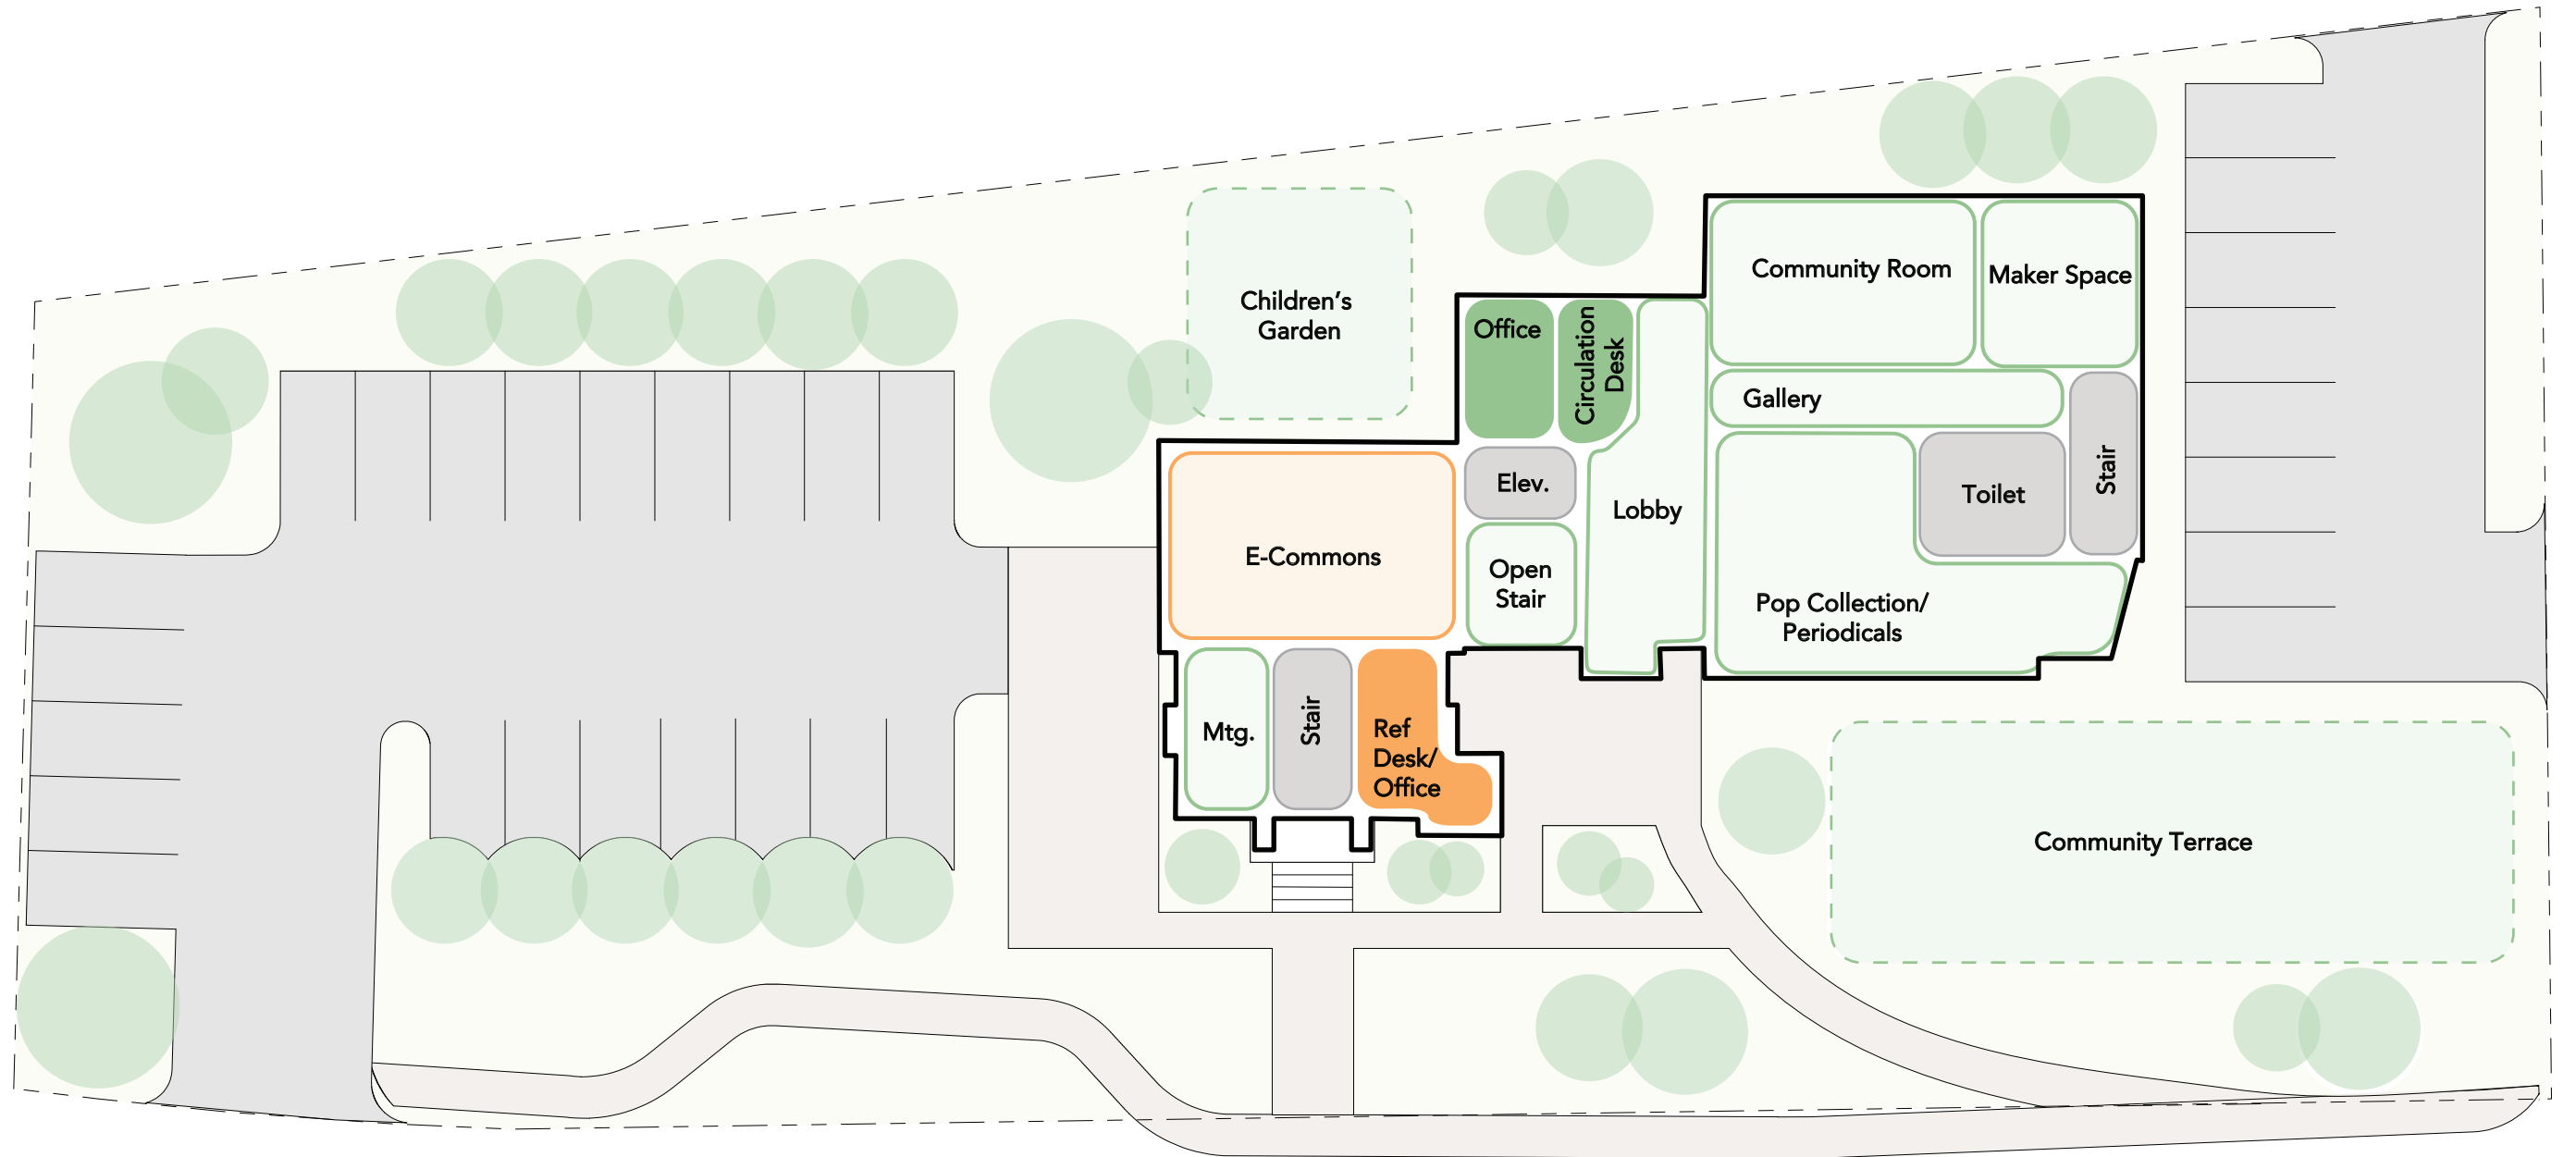 Community Room
Maker Space
Children's
Garden
Office
Circulation
Desk
Gallery
Elev.
Lobby
Toilet
Stair
E-Commons
Open
Stair
Pop Collection/
Periodicals
Mtg.
Stair
Ref
Desk/
Office
Community Terrace